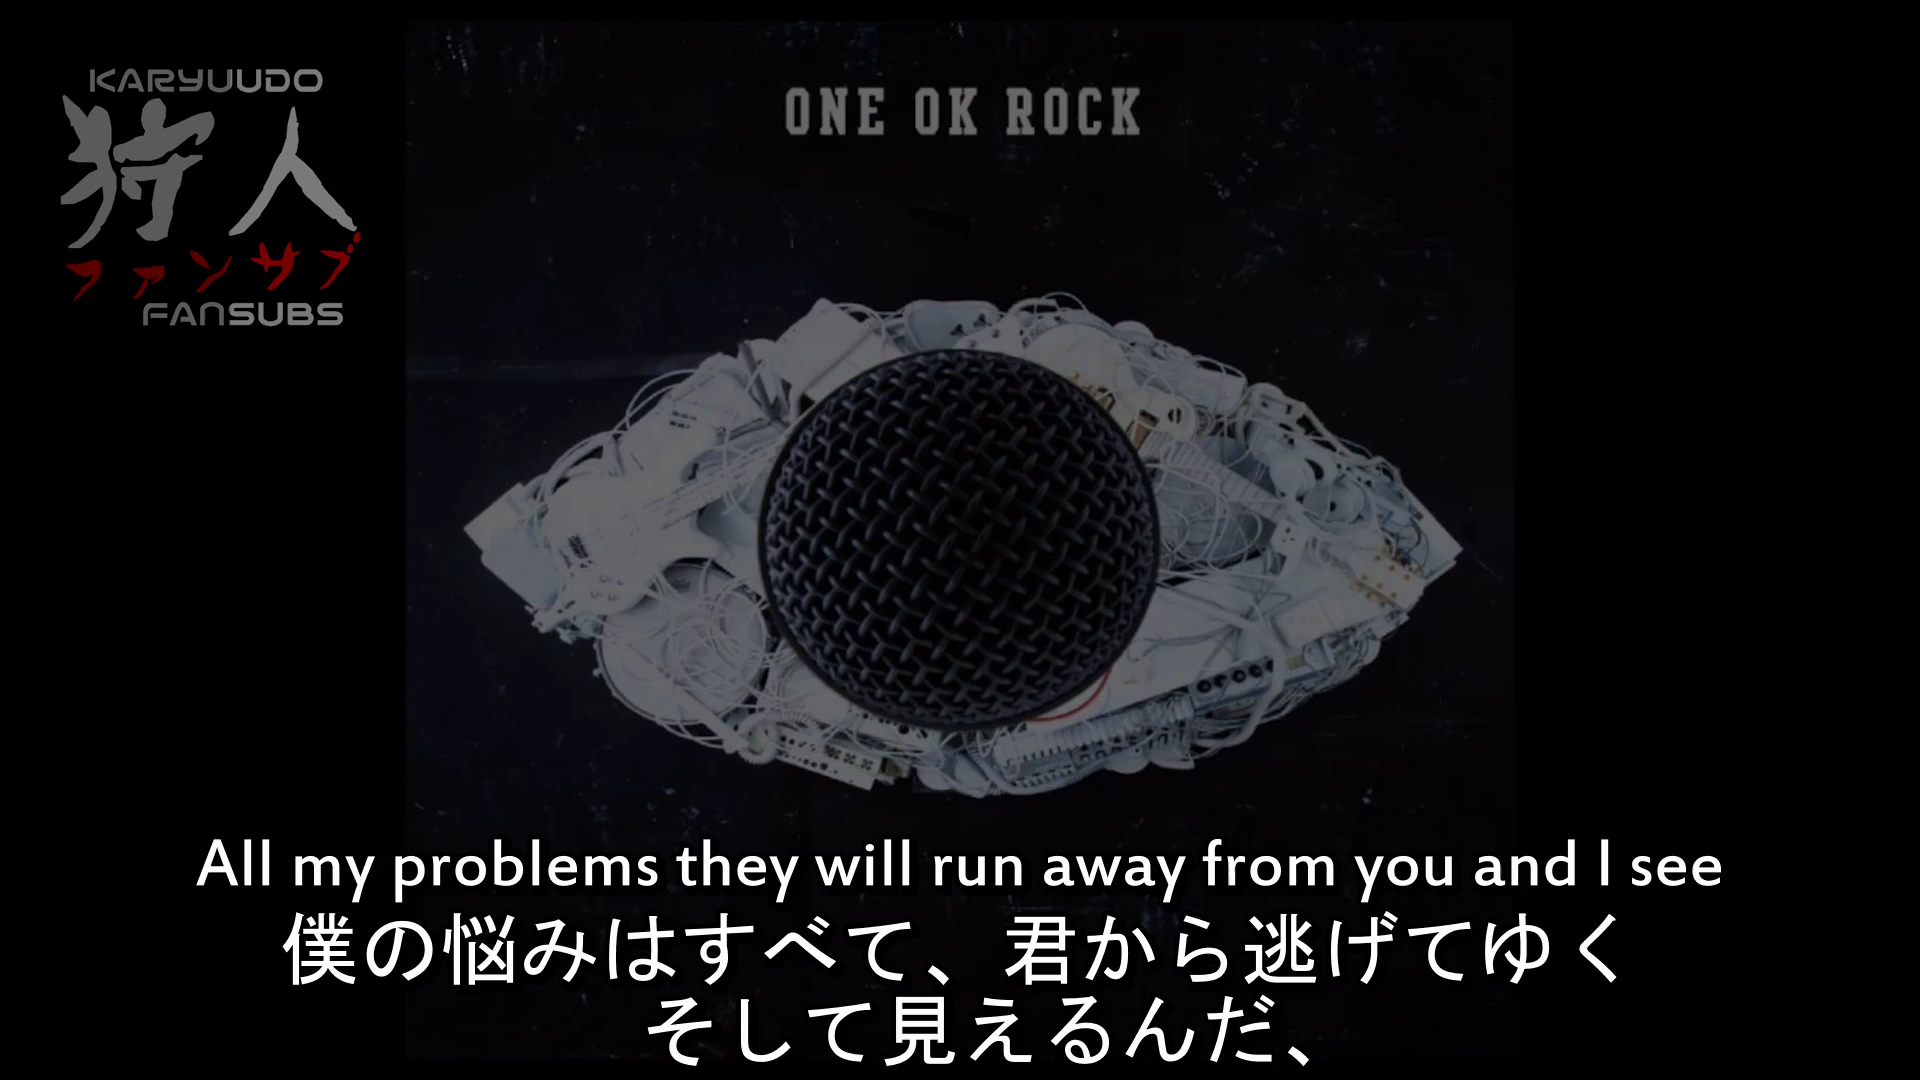 KARYUUDO
狩人
ファンサブ
FANSUBS
ONE OK ROCK
All my problems they will run away from you and I see
僕の悩みはすべて、君から逃げてゆく
そして見えるんだ、